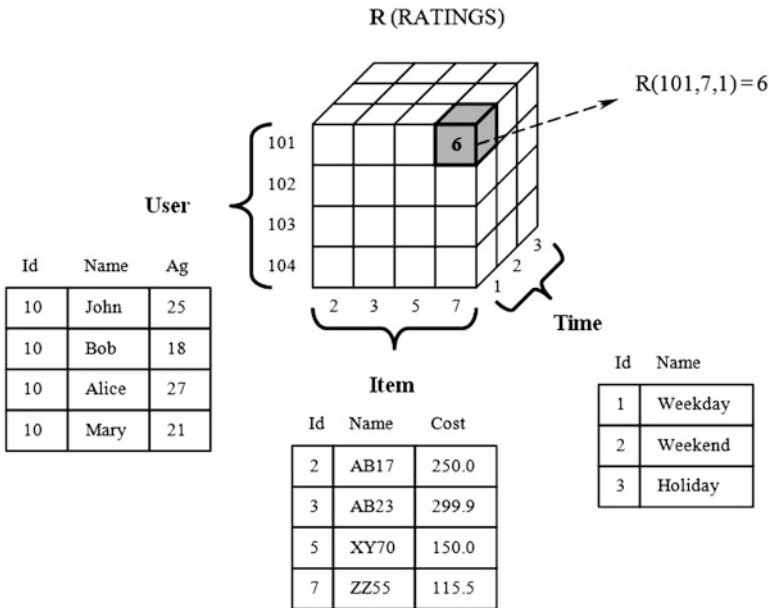 R (RATINGS)
R(101,7,1) = 6
101
6
102
User
103
104
1
2
3
2 3 5 7
Time
Id Name Ag
10 John 25
10 Bob 18
10 Alice 27
10 Mary 21
Item
Id Name Cost
2 AB17 250.0
3 AB23 299.9
5 XY70 150.0
7 ZZ55 115.5
Id Name
1 Weekday
2 Weekend
3 Holiday